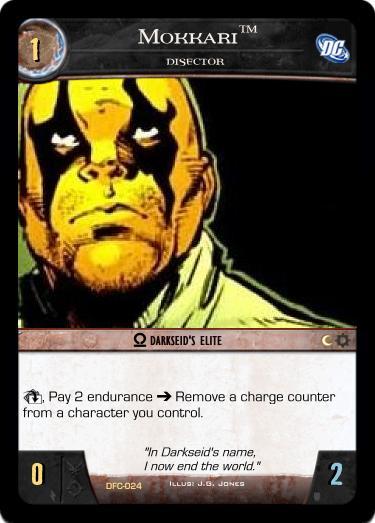 1
MOKKARI™
DISECTOR
DC
Ω DARKSEID'S ELITE
, Pay 2 endurance ➔ Remove a charge counter
from a character you control.
"In Darkseid's name,
I now end the world."
0
DFC-024
ILLUS: J.G. JONES
2